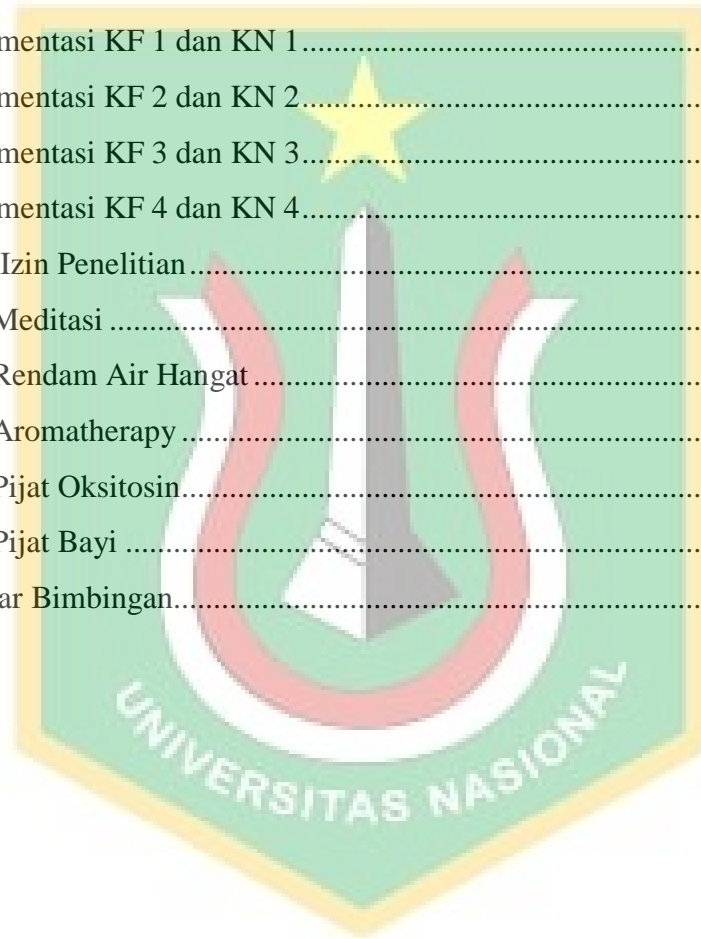 mentasi KF 1 dan KN 1........................................................
mentasi KF 2 dan KN 2........................................................
mentasi KF 3 dan KN 3........................................................
mentasi KF 4 dan KN 4........................................................
Izin Penelitian........................................................
Meditasi ........................................................
Rendam Air Hangat ........................................................
Aromatherapy ........................................................
Pijat Oksitosin........................................................
Pijat Bayi ........................................................
ar Bimbingan........................................................
UNIVERSITAS NASIONAL